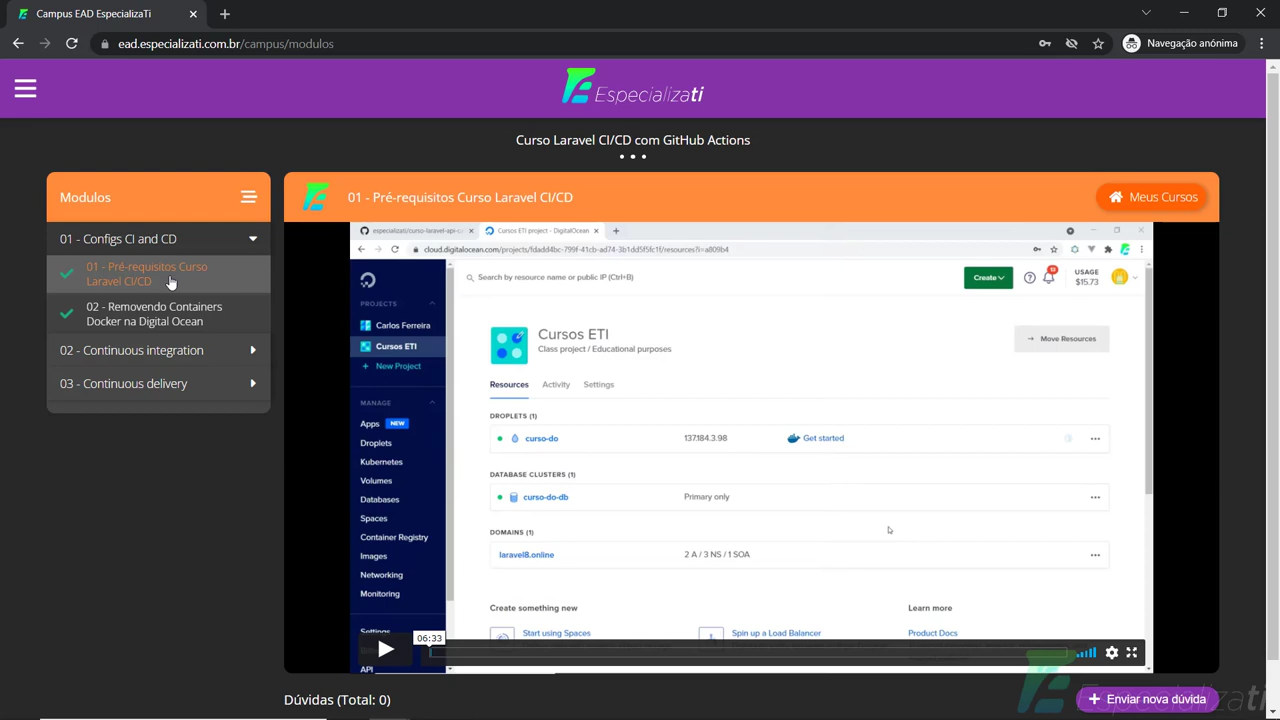 Campus EAD EspecializaTi
ead.especializati.com.br/campus/modulos
Navegação anónima
Especializati
Curso Laravel CI/CD com GitHub Actions
Modulos
01 - Configs CI and CD
01 - Pré-requisitos Curso
Laravel CI/CD
02 - Removendo Containers
Docker na Digital Ocean
02 - Continuous integration
03 - Continuous delivery
01 - Pré-requisitos Curso Laravel CI/CD
Meus Cursos
especializati/curso-laravel-api-c
Cursos ETI project - DigitalOcean
cloud.digitalocean.com/projects/fdadd4bc-799f-41cb-ad74-3b1dd5f5fc1f/resources?i=a809b4
Search by resource name or public IP (Ctrl+B)
Create
USAGE
$15.73
PROJECTS
Carlos Ferreira
Cursos ETI
New Project
MANAGE
Apps NEW
Droplets
Kubernetes
Volumes
Databases
Spaces
Container Registry
Images
Networking
Monitoring
Settings
API
Cursos ETI
Class project / Educational purposes
Move Resources
Resources Activity Settings
DROPLETS (1)
curso-do 137.184.3.98 Get started
DATABASE CLUSTERS (1)
curso-do-db Primary only
DOMAINS (1)
laravel8.online 2 A / 3 NS / 1 SOA
Create something new
Learn more
Start using Spaces
Spin up a Load Balancer
Product Docs
06:33
Dúvidas (Total: 0)
Enviar nova dúvida
Especializati